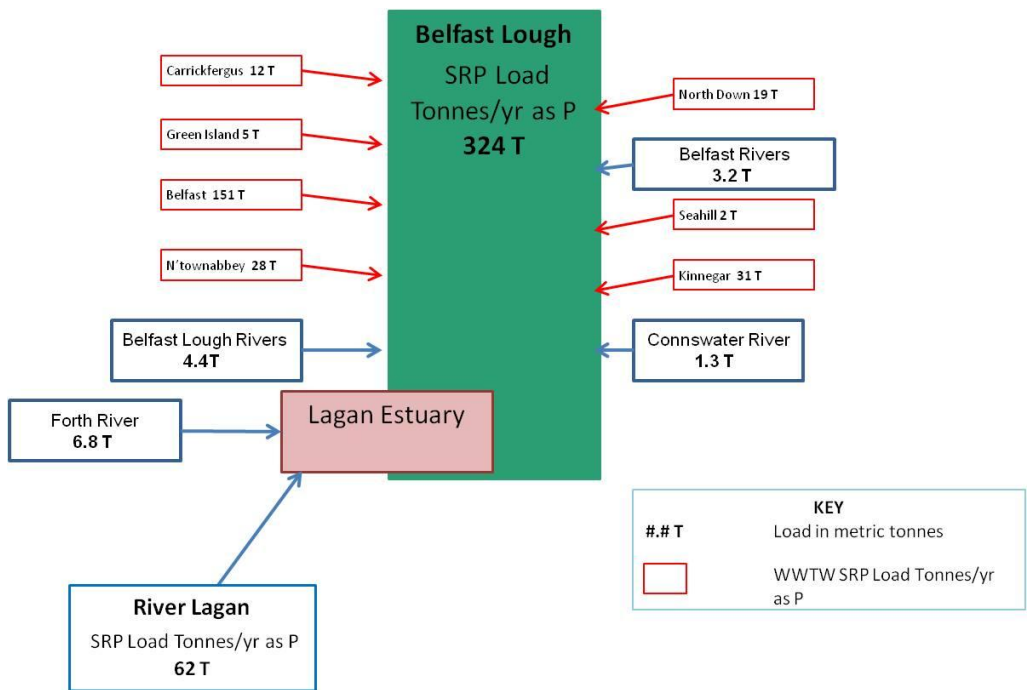 Belfast Lough
SRP Load
Tonnes/yr as P
324 T
Carrickfergus 12 T
Green Island 5 T
Belfast 151 T
N'townabbey 28 T
North Down 19 T
Belfast Rivers
3.2 T
Seahill 2 T
Kinnegar 31 T
Belfast Lough Rivers
4.4T
Connswater River
1.3 T
Forth River
6.8 T
Lagan Estuary
River Lagan
SRP Load Tonnes/yr as P
62 T
KEY
#.# T Load in metric tonnes
WWTW SRP Load Tonnes/yr
as P